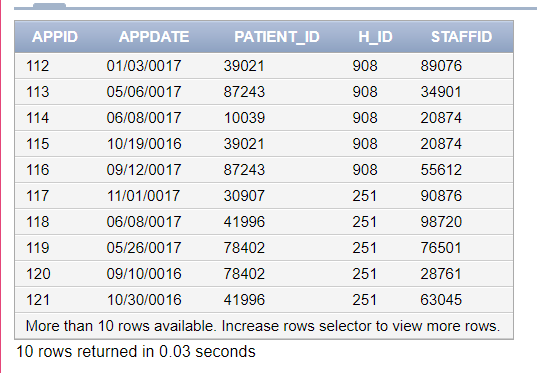 APPID APPDATE PATIENT_ID H_ID STAFFID
112 01/03/0017 39021 908 89076
113 05/06/0017 87243 908 34901
114 06/08/0017 10039 908 20874
115 10/19/0016 39021 908 20874
116 09/12/0017 87243 908 55612
117 11/01/0017 30907 251 90876
118 06/08/0017 41996 251 98720
119 05/26/0017 78402 251 76501
120 09/10/0016 78402 251 28761
121 10/30/0016 41996 251 63045
More than 10 rows available. Increase rows selector to view more rows.
10 rows returned in 0.03 seconds